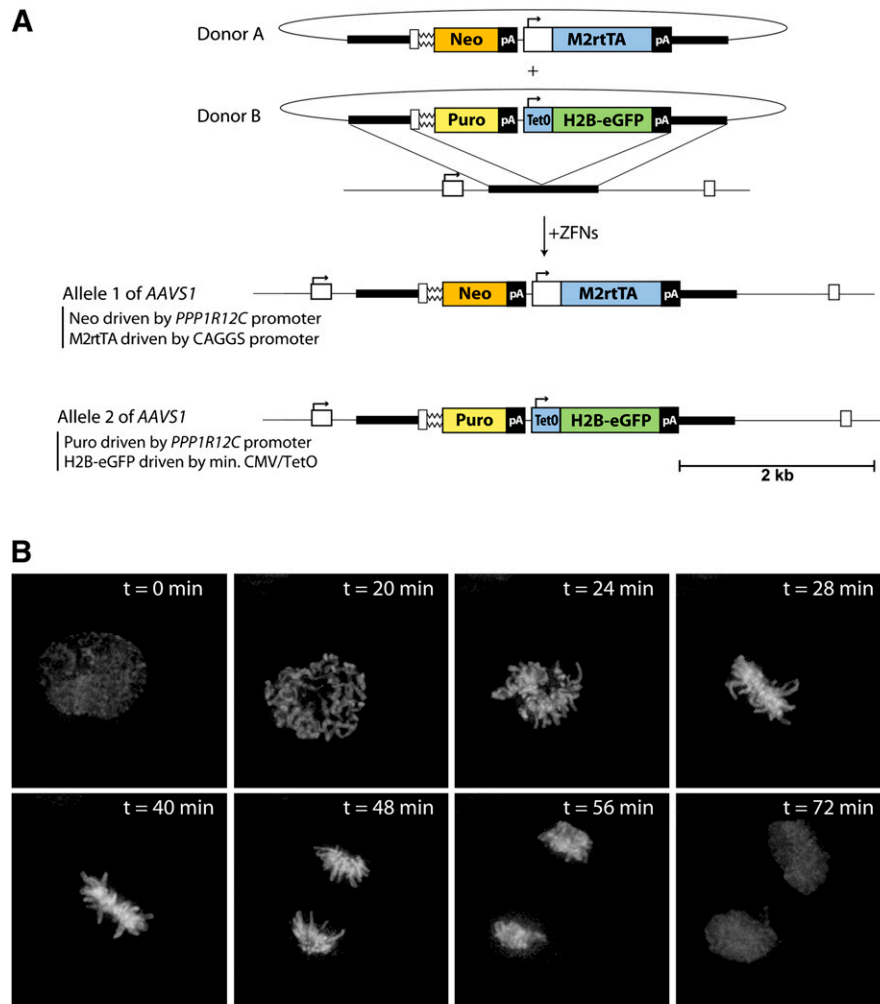 A
Donor A
Neo pA M2rtTA pA
+
Donor B
Puro pA TetO H2B-eGFP pA
+ZFNs
Allele 1 of AAVS1
Neo driven by PPP1R12C promoter
M2rtTA driven by CAGGS promoter
Neo pA M2rtTA pA
Allele 2 of AAVS1
Puro driven by PPP1R12C promoter
H2B-eGFP driven by min. CMV/TetO
Puro pA TetO H2B-eGFP pA
2 kb
B
t = 0 min
t = 20 min
t = 24 min
t = 28 min
t = 40 min
t = 48 min
t = 56 min
t = 72 min